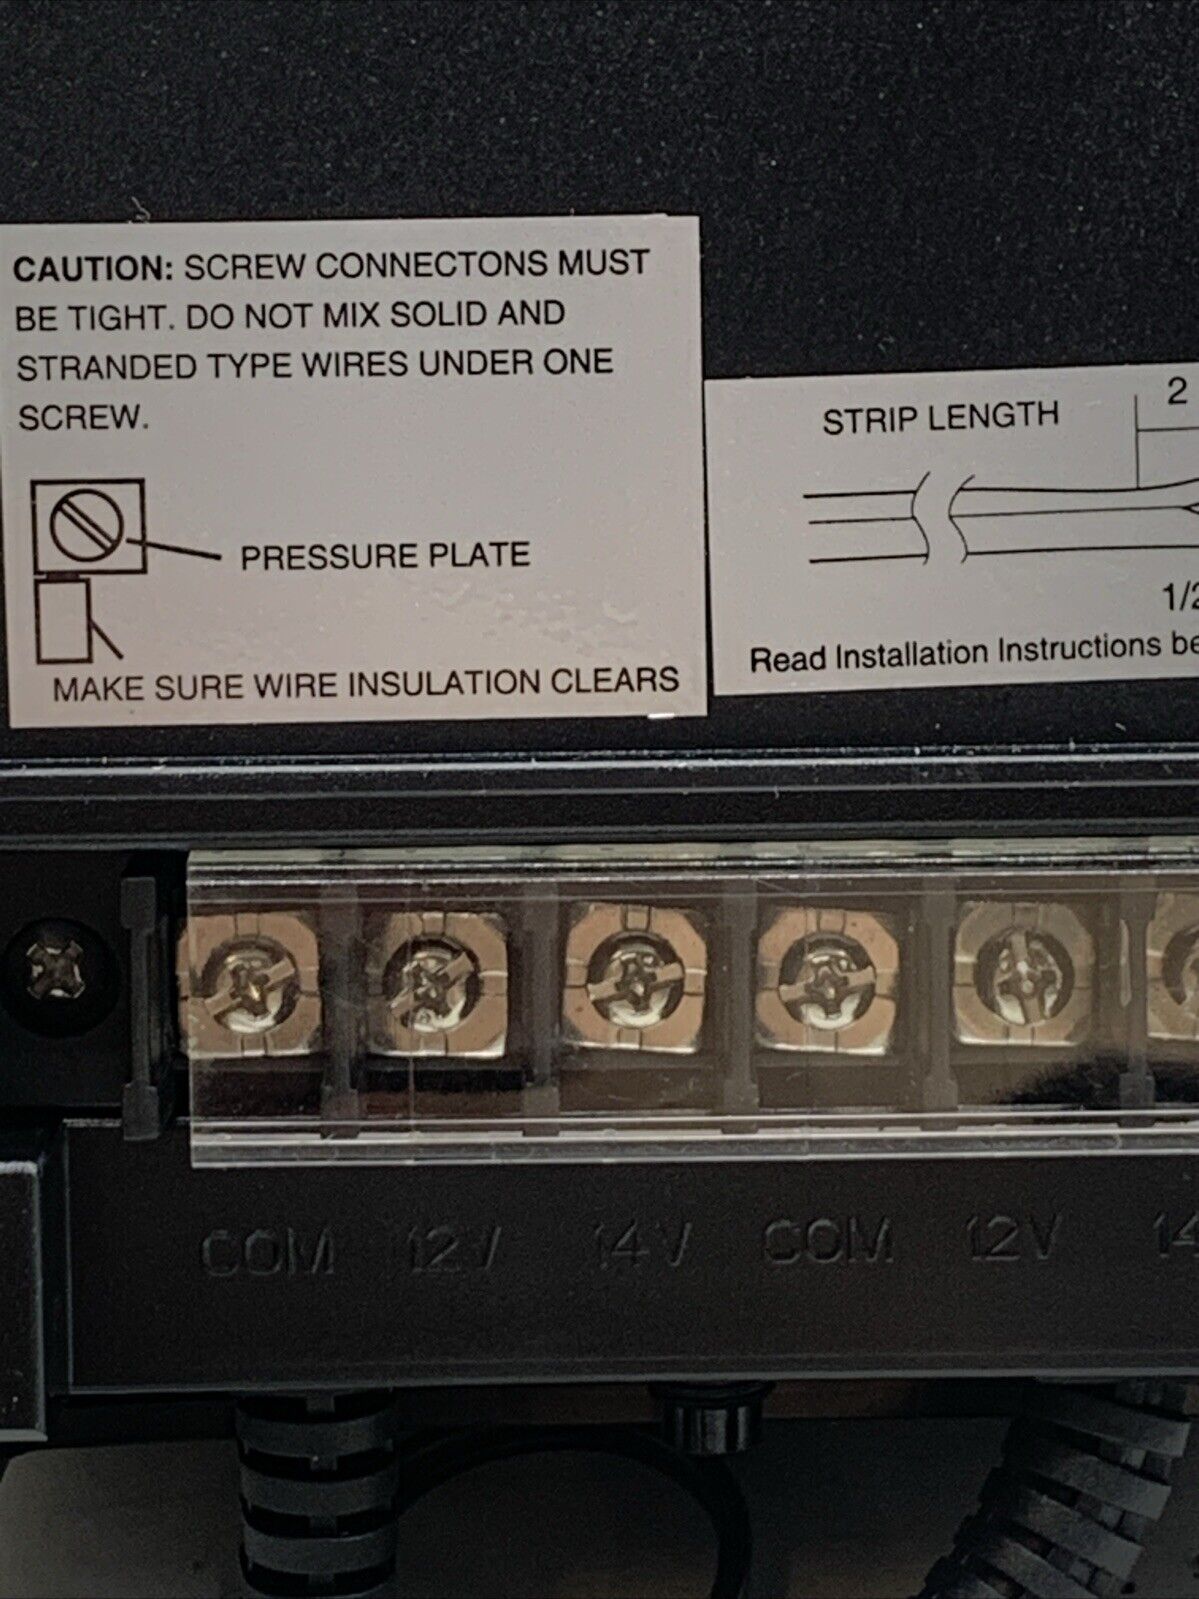 CAUTION: SCREW CONNECTONS MUST
BE TIGHT. DO NOT MIX SOLID AND
STRANDED TYPE WIRES UNDER ONE
SCREW.
PRESSURE PLATE
MAKE SURE WIRE INSULATION CLEARS
STRIP LENGTH
2
Read Installation Instructions
COM 12V 14V COM 12V